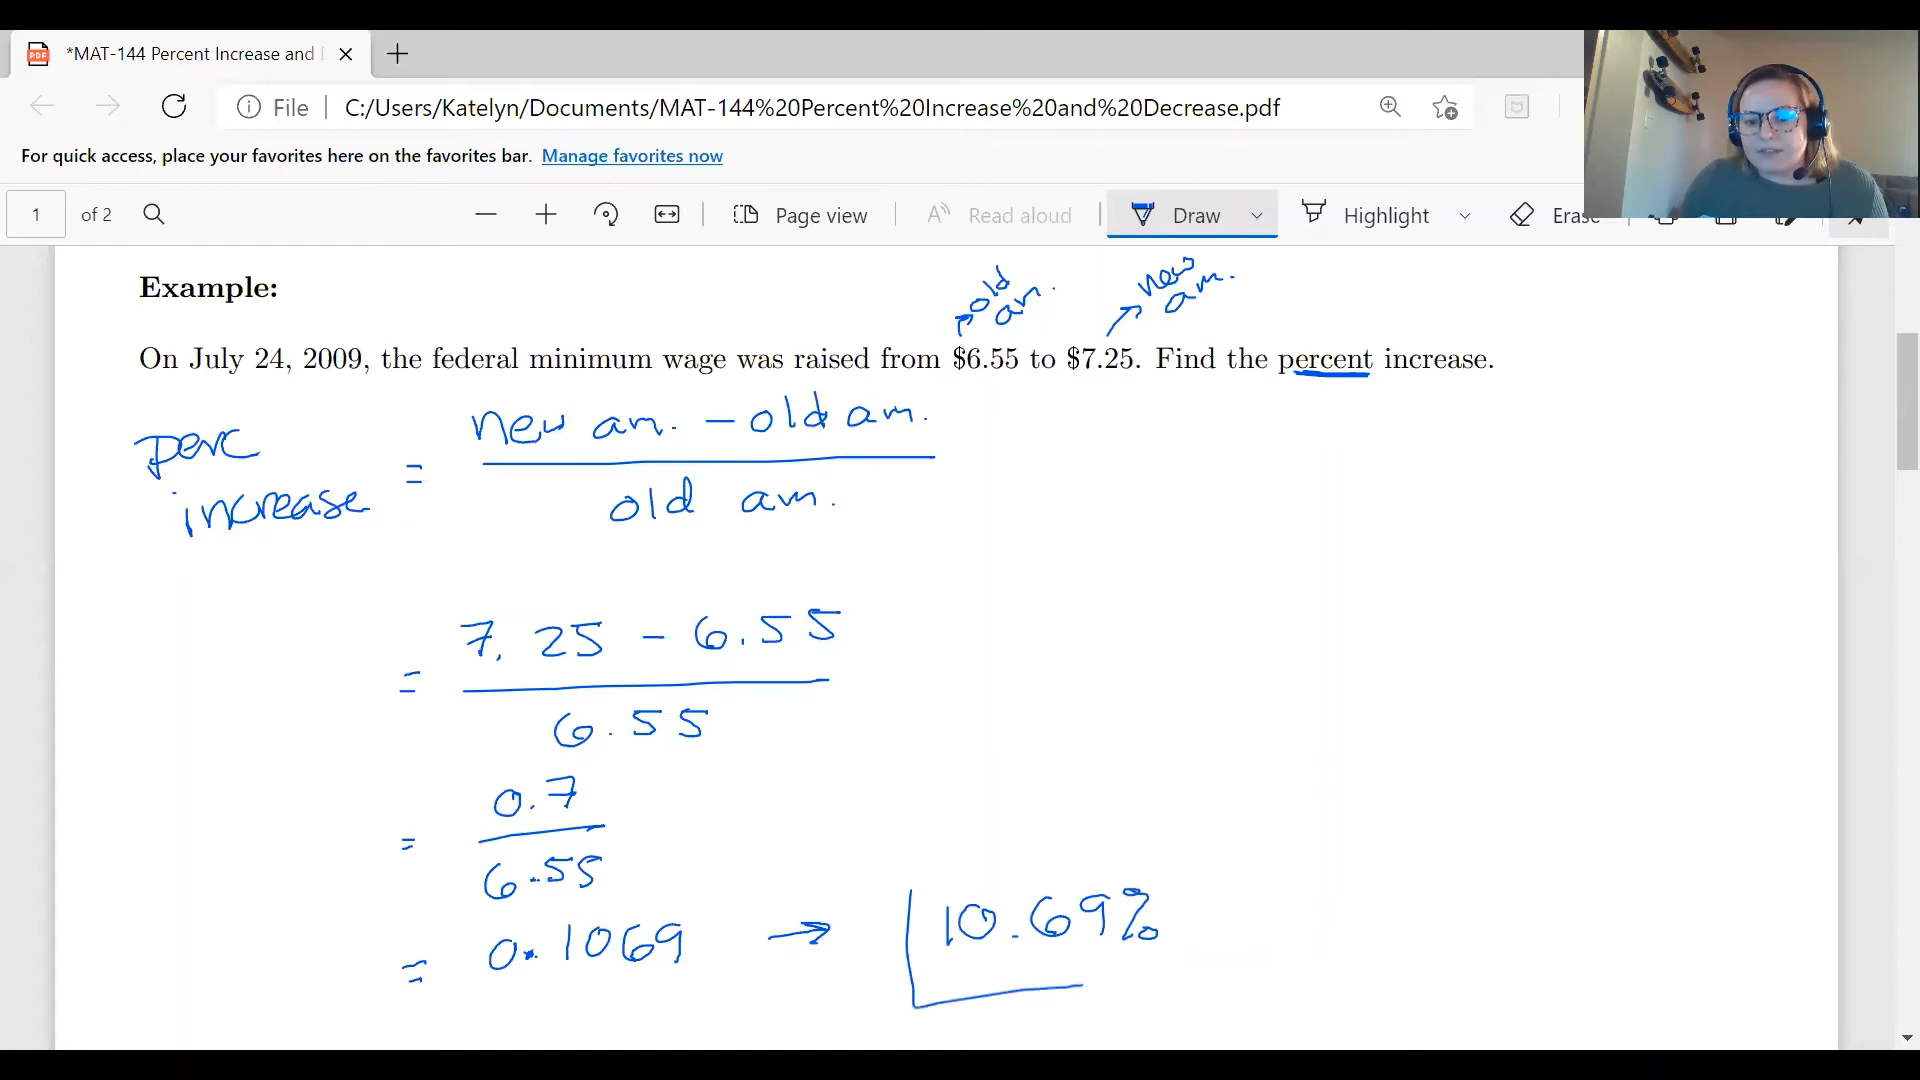 *MAT-144 Percent Increase and
File C:/Users/Katelyn/Documents/MAT-144%20Percent%20Increase%20and%20Decrease.pdf
For quick access, place your favorites here on the favorites bar. Manage favorites now
1 of 2 Page view Read aloud Draw Highlight Erase
Example:
old am.
new am.
On July 24, 2009, the federal minimum wage was raised from $6.55 to $7.25. Find the percent increase.
perc increase = new am. - old am.
old am.
= 7.25 - 6.55
6.55
= 0.7
6.55
= 0.1069 → 10.69%